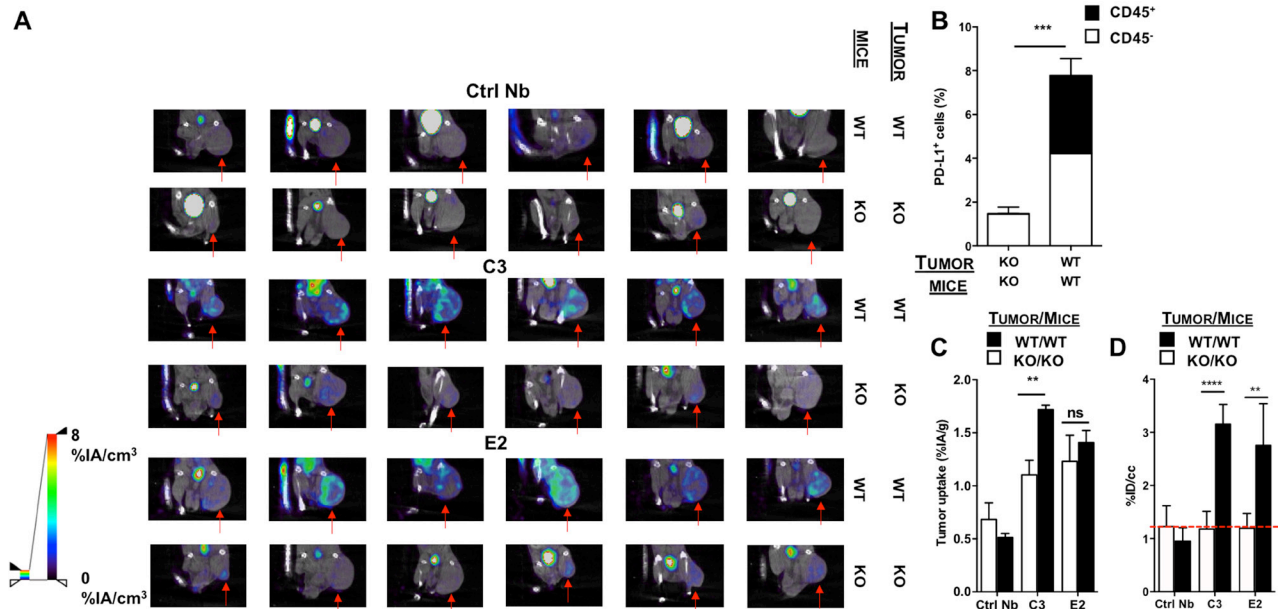 A
MICE
TUMOR
Ctrl Nb
WT
WT
KO
KO
C3
WT
WT
KO
KO
E2
WT
WT
KO
KO
8
%IA/cm³
0
%IA/cm³
B
CD45⁺
CD45⁻
***
PD-L1⁺ cells (%)
10
8
6
4
2
0
TUMOR KO WT
MICE KO WT
C
TUMOR/MICE
WT/WT
KO/KO
Tumor uptake (%IA/g)
2.0
1.5
1.0
0.5
0.0
**
ns
Ctrl Nb C3 E2
D
TUMOR/MICE
WT/WT
KO/KO
%ID/cc
4
3
2
1
0
****
**
Ctrl Nb C3 E2